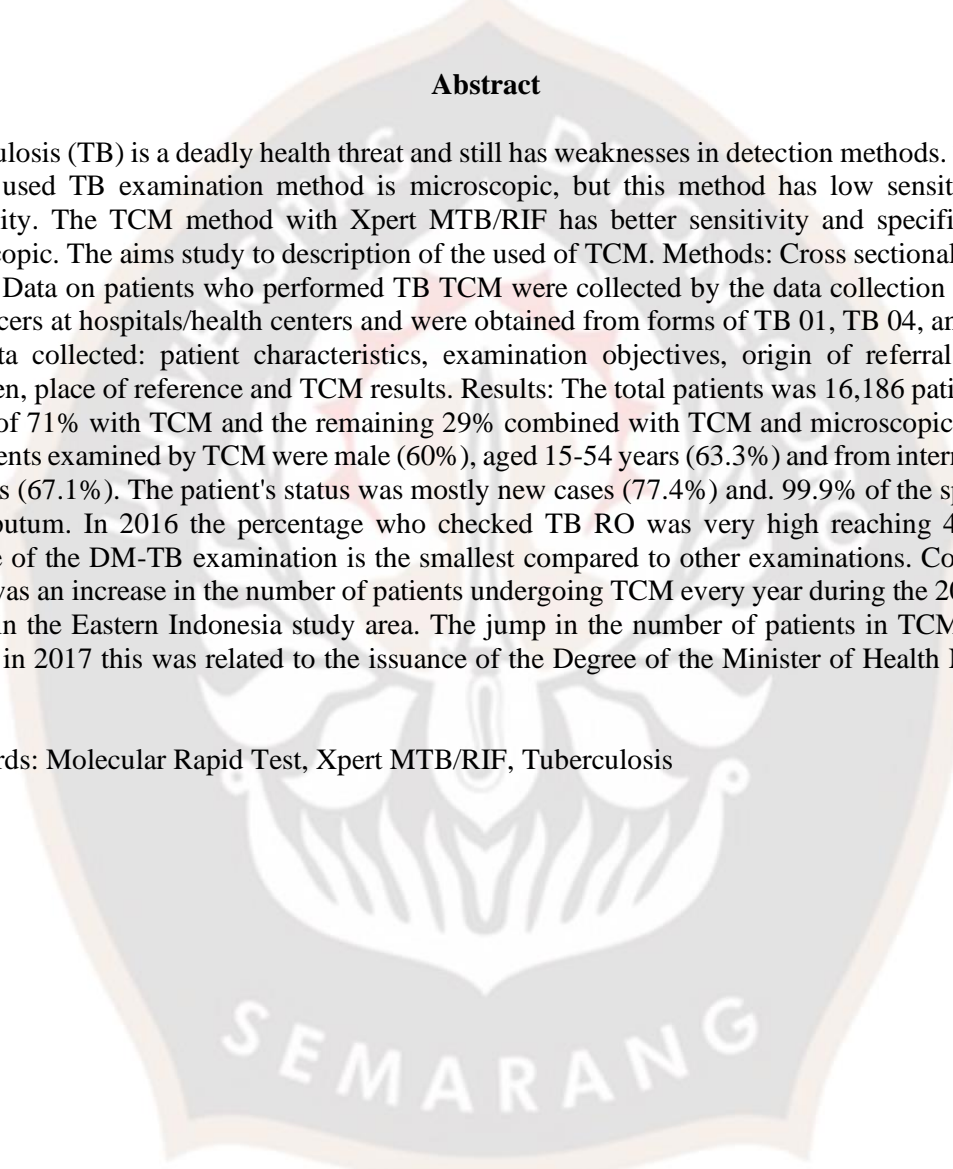 Abstract
ulosis (TB) is a deadly health threat and still has weaknesses in detection methods.
used TB examination method is microscopic, but this method has low sensit
ity. The TCM method with Xpert MTB/RIF has better sensitivity and specifi
copic. The aims study to description of the used of TCM. Methods: Cross sectional
Data on patients who performed TB TCM were collected by the data collection
cers at hospitals/health centers and were obtained from forms of TB 01, TB 04, an
ta collected: patient characteristics, examination objectives, origin of referral
en, place of reference and TCM results. Results: The total patients was 16,186 pati
of 71% with TCM and the remaining 29% combined with TCM and microscopic
ents examined by TCM were male (60%), aged 15-54 years (63.3%) and from intern
s (67.1%). The patient's status was mostly new cases (77.4%) and. 99.9% of the sp
putum. In 2016 the percentage who checked TB RO was very high reaching 4
e of the DM-TB examination is the smallest compared to other examinations. Co
was an increase in the number of patients undergoing TCM every year during the 20
in the Eastern Indonesia study area. The jump in the number of patients in TCM
in 2017 this was related to the issuance of the Degree of the Minister of Health
rds: Molecular Rapid Test, Xpert MTB/RIF, Tuberculosis
UNIVERSITAS DIPONEGORO
SEMARANG